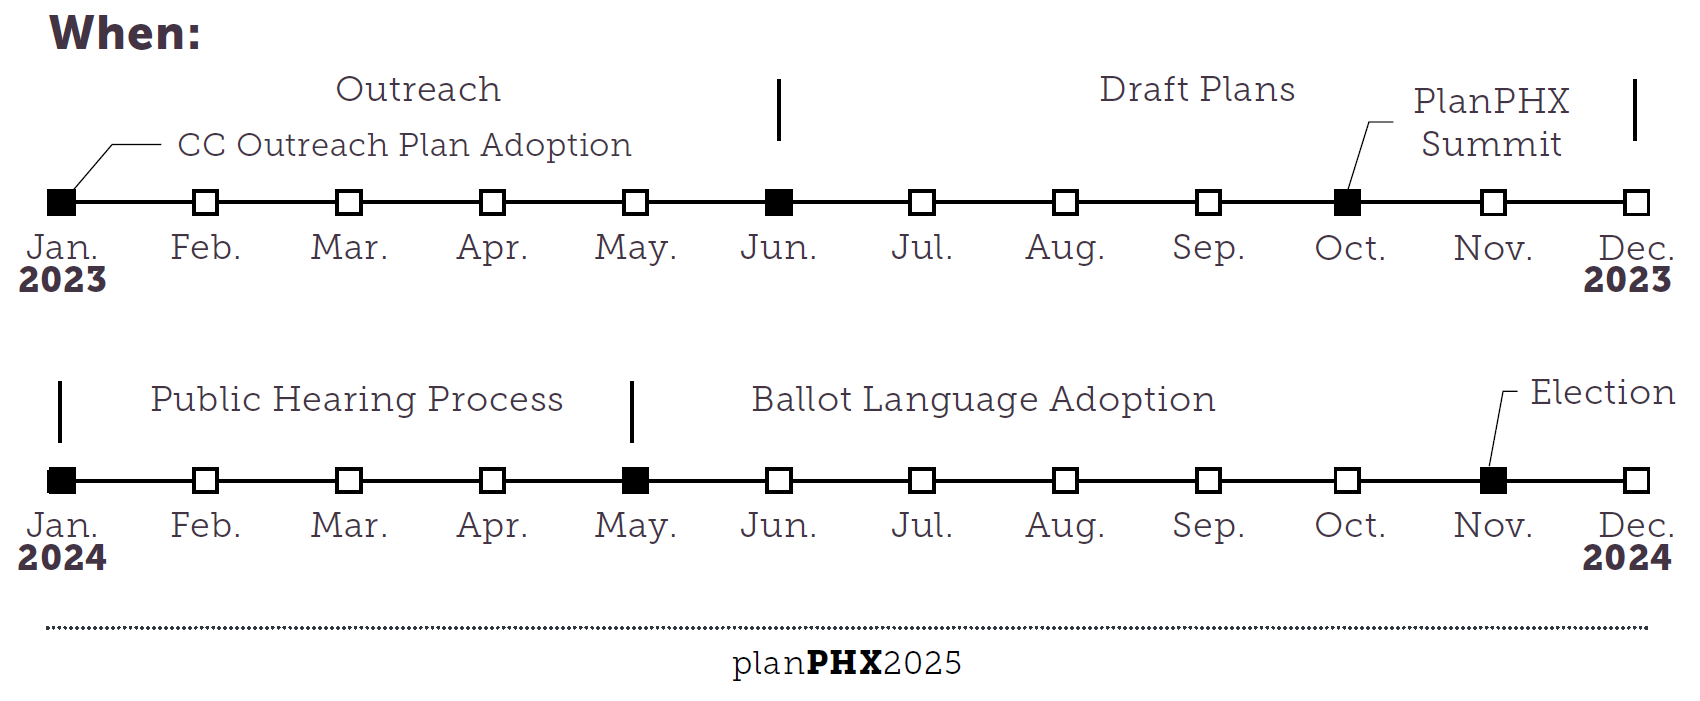 When:
Outreach
Draft Plans
PlanPHX
Summit
CC Outreach Plan Adoption
Jan. Feb. Mar. Apr. May. Jun. Jul. Aug. Sep. Oct. Nov. Dec.
2023 2023
Public Hearing Process
Ballot Language Adoption
Election
Jan. Feb. Mar. Apr. May. Jun. Jul. Aug. Sep. Oct. Nov. Dec.
2024 2024
planPHX2025